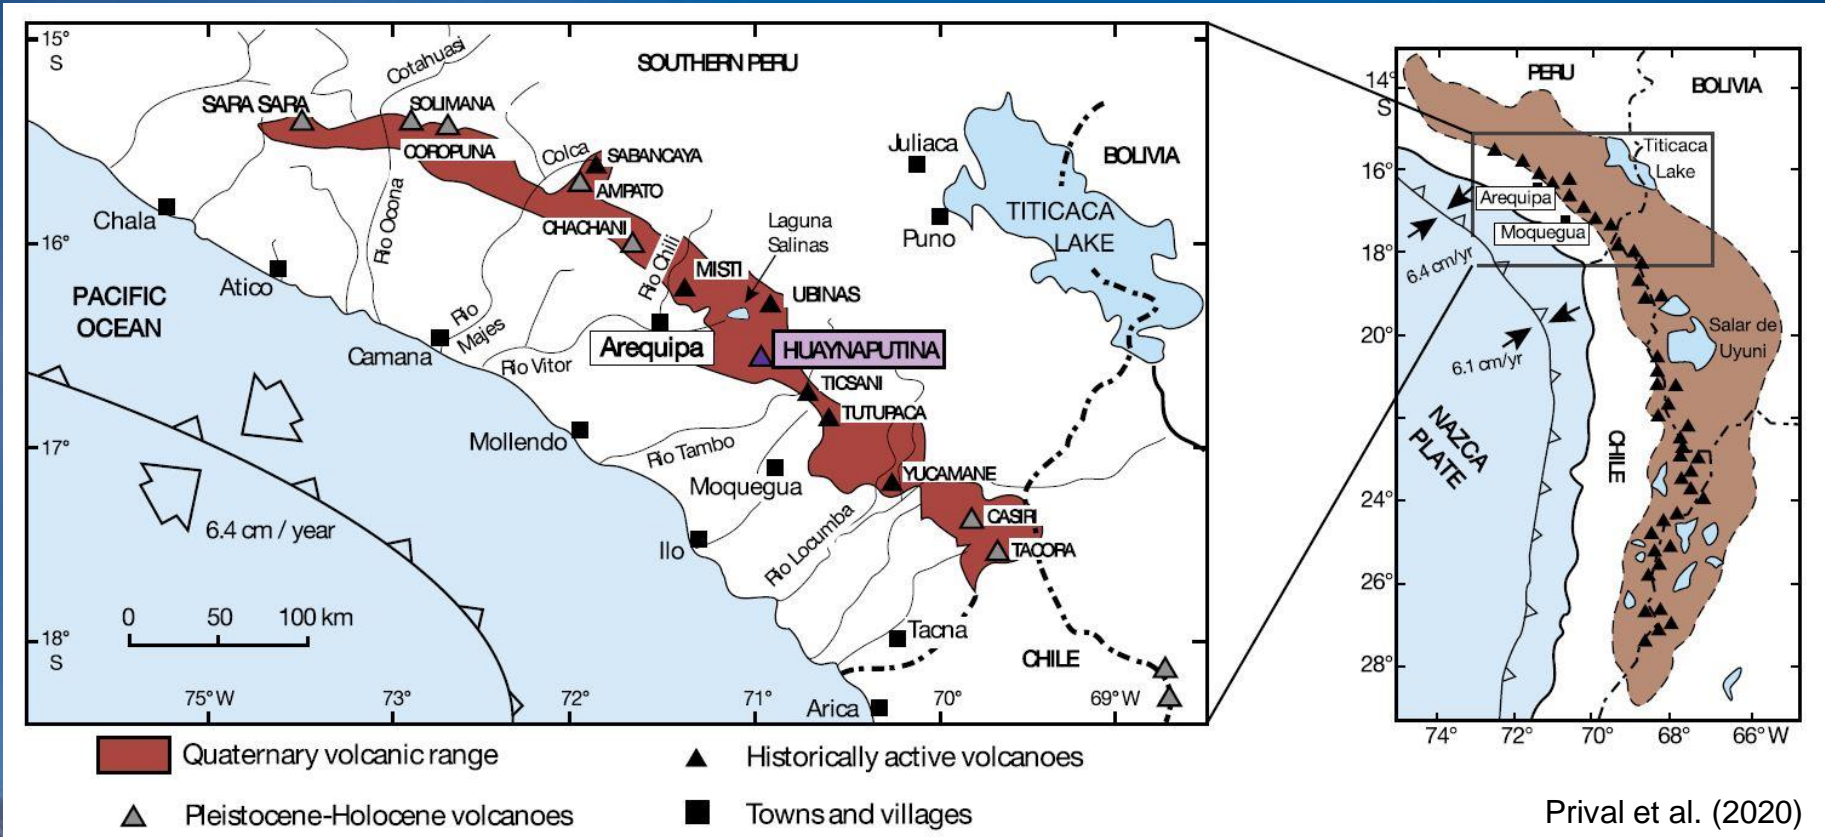 15°
S
16°
17°
18°
S
SOUTHERN PERU
Cotahuasi
SARA SARA
SOLIMANA
COROPUNA
Colca
SABANCAYA
AMPATO
CHACHANI
Rio Ocona
Rio Chili
MISTI
Laguna
Salinas
UBINAS
Juliaca
Puno
TITICACA
LAKE
BOLIVIA
Chala
Atico
PACIFIC
OCEAN
Rio
Majes
Camana
Rio Vitor
Arequipa
HUAYNAPUTINA
TICSANI
TUTUPACA
Mollendo
Rio Tambo
Moquegua
YUCAMANE
CASIRI
TACORA
6.4 cm / year
Ilo
Rio Locumba
0 50 100 km
Tacna
CHILE
Arica
75°W 73° 72° 71° 70° 69°W
Quaternary volcanic range
Historically active volcanoes
Pleistocene-Holocene volcanoes
Towns and villages
14°
S
16°
18°
20°
24°
26°
28°
PERU
BOLIVIA
Titicaca
Lake
Arequipa
Moquegua
6.4 cm/yr
6.1 cm/yr
Salar de
Uyuni
NAZCA
PLATE
CHILE
74° 72° 70° 68° 66°W
Prival et al. (2020)